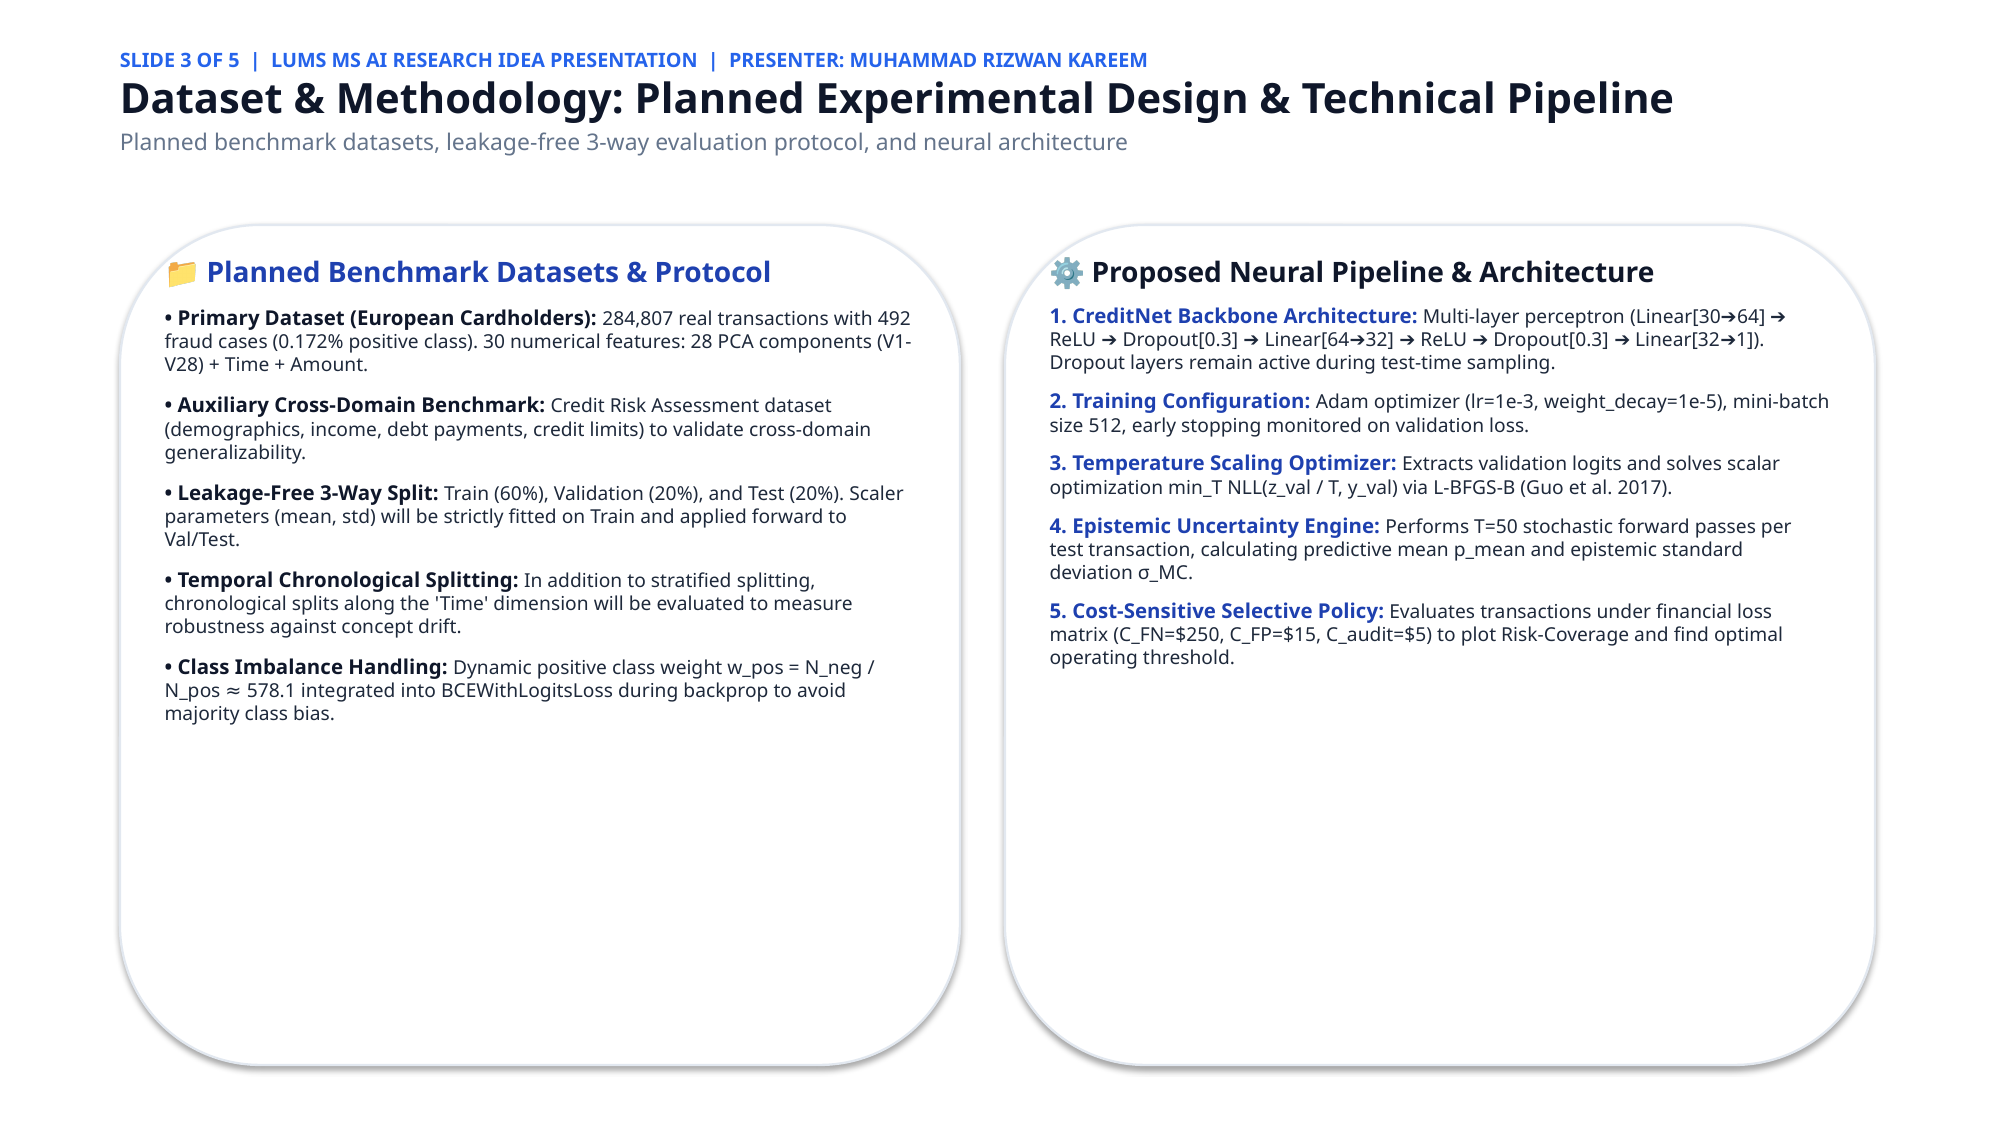 SLIDE 3 OF 5 | LUMS MS AI RESEARCH IDEA PRESENTATION | PRESENTER: MUHAMMAD RIZWAN KAREEM
Dataset & Methodology: Planned Experimental Design & Technical Pipeline
Planned benchmark datasets, leakage-free 3-way evaluation protocol, and neural architecture
📁 Planned Benchmark Datasets & Protocol
• Primary Dataset (European Cardholders): 284,807 real transactions with 492
fraud cases (0.172% positive class). 30 numerical features: 28 PCA components (V1-
V28) + Time + Amount.
• Auxiliary Cross-Domain Benchmark: Credit Risk Assessment dataset
(demographics, income, debt payments, credit limits) to validate cross-domain
generalizability.
• Leakage-Free 3-Way Split: Train (60%), Validation (20%), and Test (20%). Scaler
parameters (mean, std) will be strictly fitted on Train and applied forward to
Val/Test.
• Temporal Chronological Splitting: In addition to stratified splitting,
chronological splits along the 'Time' dimension will be evaluated to measure
robustness against concept drift.
• Class Imbalance Handling: Dynamic positive class weight w_pos = N_neg /
N_pos ≈ 578.1 integrated into BCEWithLogitsLoss during backprop to avoid
majority class bias.
⚙️ Proposed Neural Pipeline & Architecture
1. CreditNet Backbone Architecture: Multi-layer perceptron (Linear[30➔64] ➔
ReLU ➔ Dropout[0.3] ➔ Linear[64➔32] ➔ ReLU ➔ Dropout[0.3] ➔ Linear[32➔1]).
Dropout layers remain active during test-time sampling.
2. Training Configuration: Adam optimizer (lr=1e-3, weight_decay=1e-5), mini-batch
size 512, early stopping monitored on validation loss.
3. Temperature Scaling Optimizer: Extracts validation logits and solves scalar
optimization min_T NLL(z_val / T, y_val) via L-BFGS-B (Guo et al. 2017).
4. Epistemic Uncertainty Engine: Performs T=50 stochastic forward passes per
test transaction, calculating predictive mean p_mean and epistemic standard
deviation σ_MC.
5. Cost-Sensitive Selective Policy: Evaluates transactions under financial loss
matrix (C_FN=$250, C_FP=$15, C_audit=$5) to plot Risk-Coverage and find optimal
operating threshold.